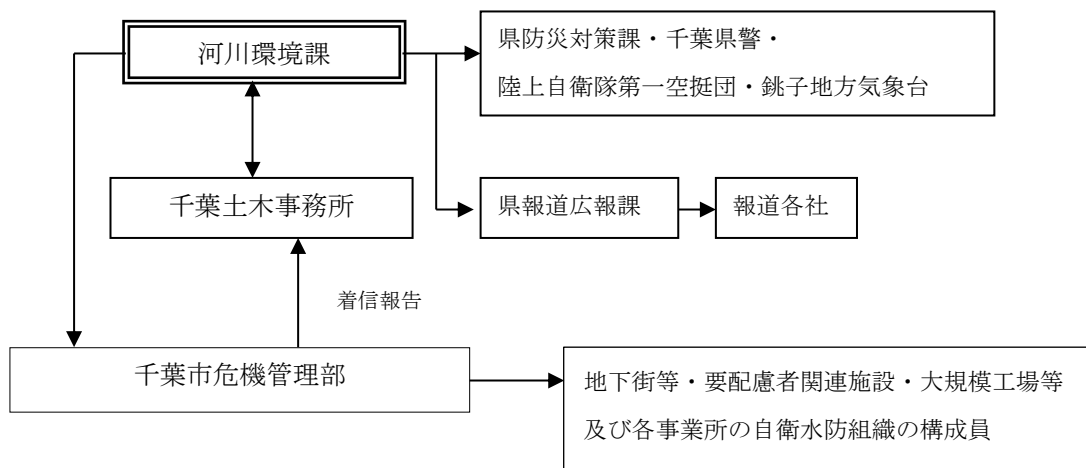 河川環境課
県防災対策課・千葉県警・
陸上自衛隊第一空挺団・銚子地方気象台
千葉土木事務所
県報道広報課
報道各社
着信報告
千葉市危機管理部
地下街等・要配慮者関連施設・大規模工場等
及び各事業所の自衛水防組織の構成員